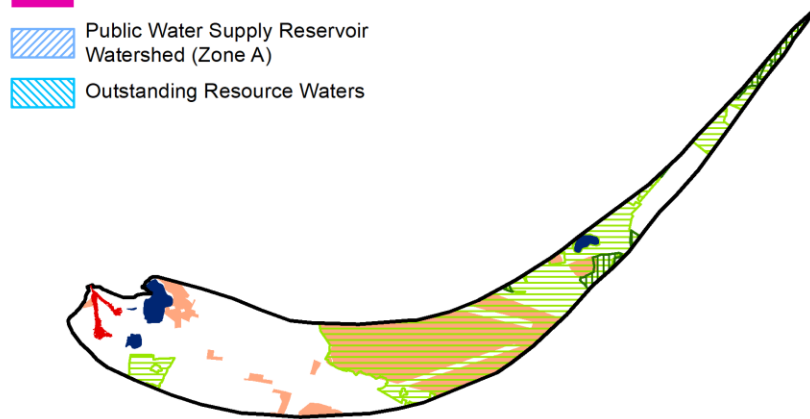 Public Water Supply Reservoir
Watershed (Zone A)
Outstanding Resource Waters